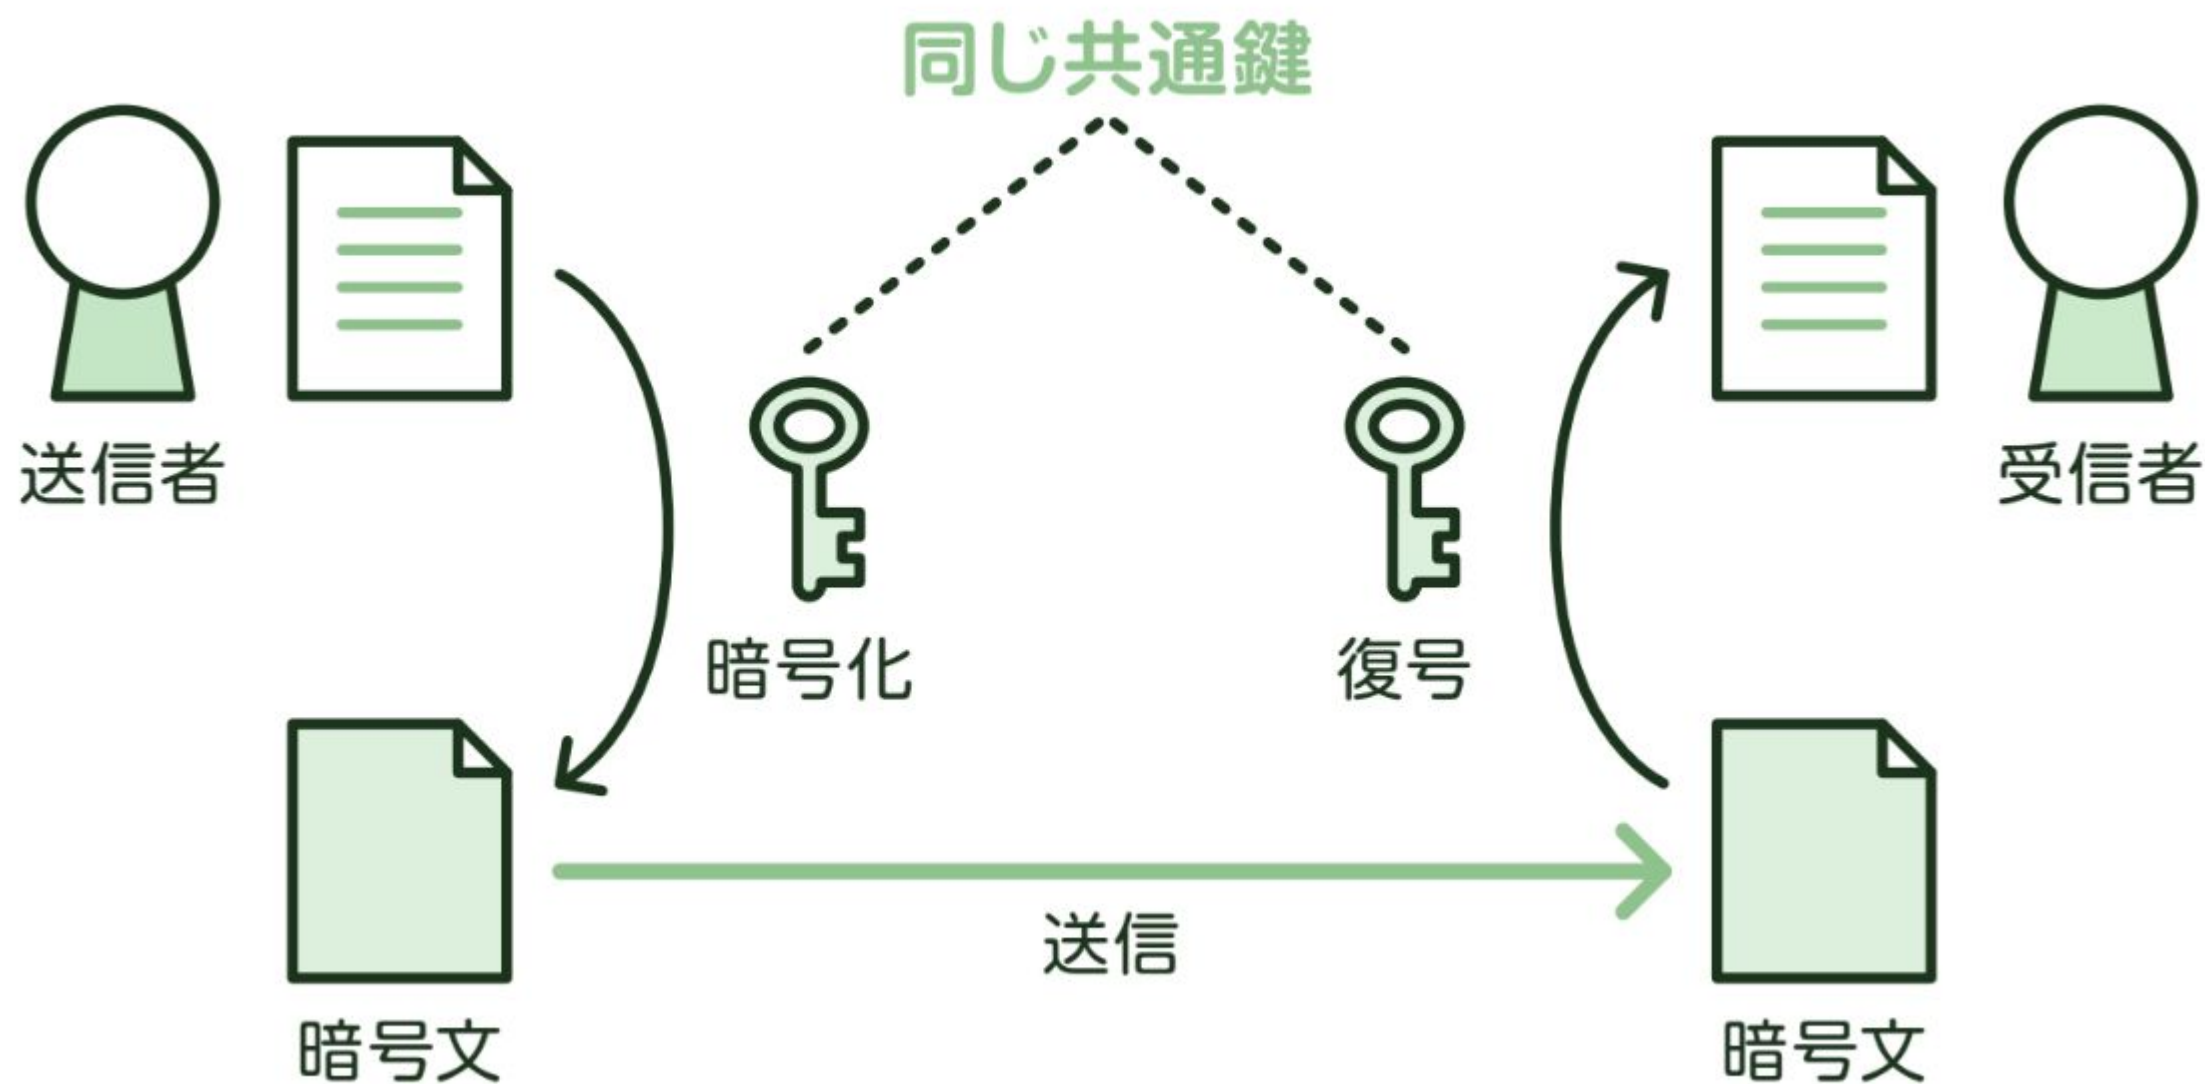 同じ共通鍵
送信者
受信者
暗号化
復号
送信
暗号文
暗号文